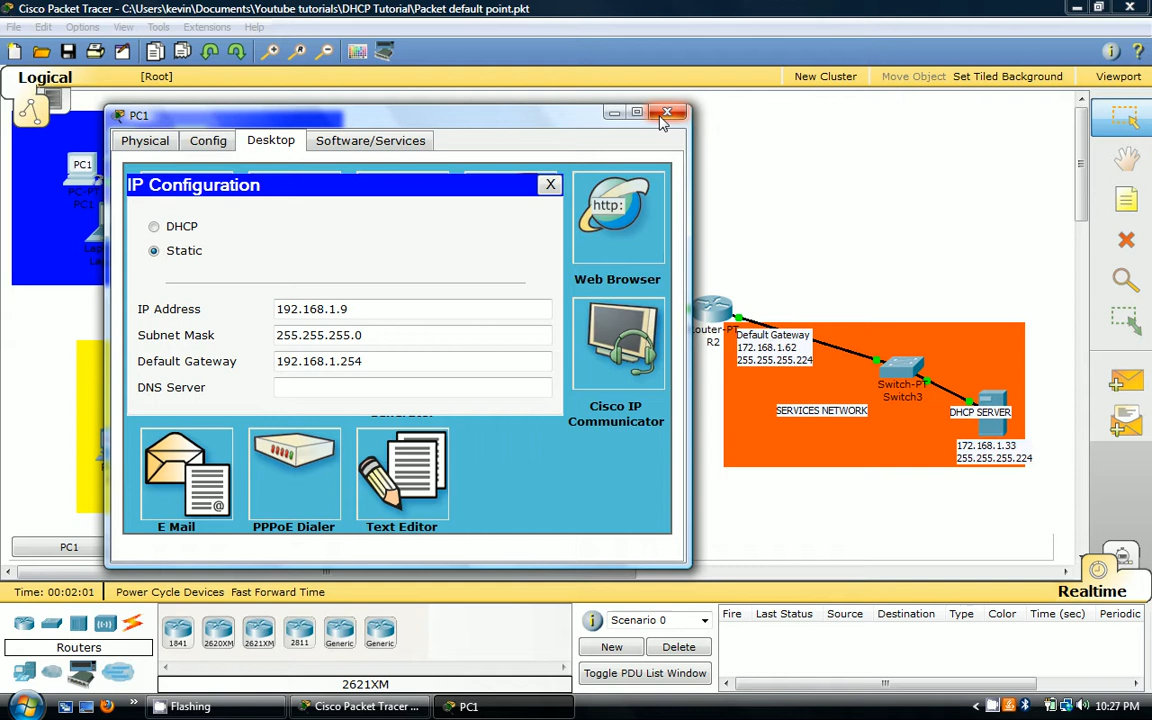 Cisco Packet Tracer - C:\Users\kevin\Documents\Youtube tutorials\DHCP Tutorial\Packet default point.pkt
File Edit Options View Tools Extensions Help
Logical
[Root]
New Cluster
Move Object
Set Tiled Background
Viewport
PC1
Physical
Config
Desktop
Software/Services
IP Configuration
X
DHCP
Static
IP Address
192.168.1.9
Subnet Mask
255.255.255.0
Default Gateway
192.168.1.254
DNS Server
http:
Web Browser
Cisco IP
Communicator
E Mail
PPPoE Dialer
Text Editor
PC1
PC-PT
PC1
Router-PT
R2
Default Gateway
172.168.1.62
255.255.255.224
Switch-PT
Switch3
SERVICES NETWORK
DHCP SERVER
172.168.1.33
255.255.255.224
PC1
Time: 00:02:01
Power Cycle Devices
Fast Forward Time
Realtime
Routers
1841
2620XM
2621XM
2811
Generic
Generic
2621XM
Scenario 0
New
Delete
Toggle PDU List Window
Fire
Last Status
Source
Destination
Type
Color
Time (sec)
Periodic
Flashing
Cisco Packet Tracer ...
PC1
10:27 PM